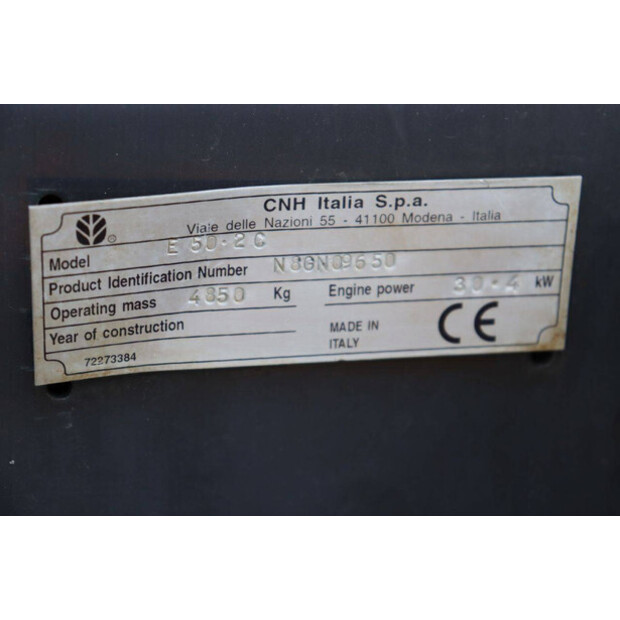 CNH Italia S.p.a.
Viale delle Nazioni 55 - 41100 Modena - Italia
Model E 50·2C
Product Identification Number N8GN09650
Operating mass 4850 Kg Engine power 30·4 kW
Year of construction MADE IN
ITALY
CE
72273384